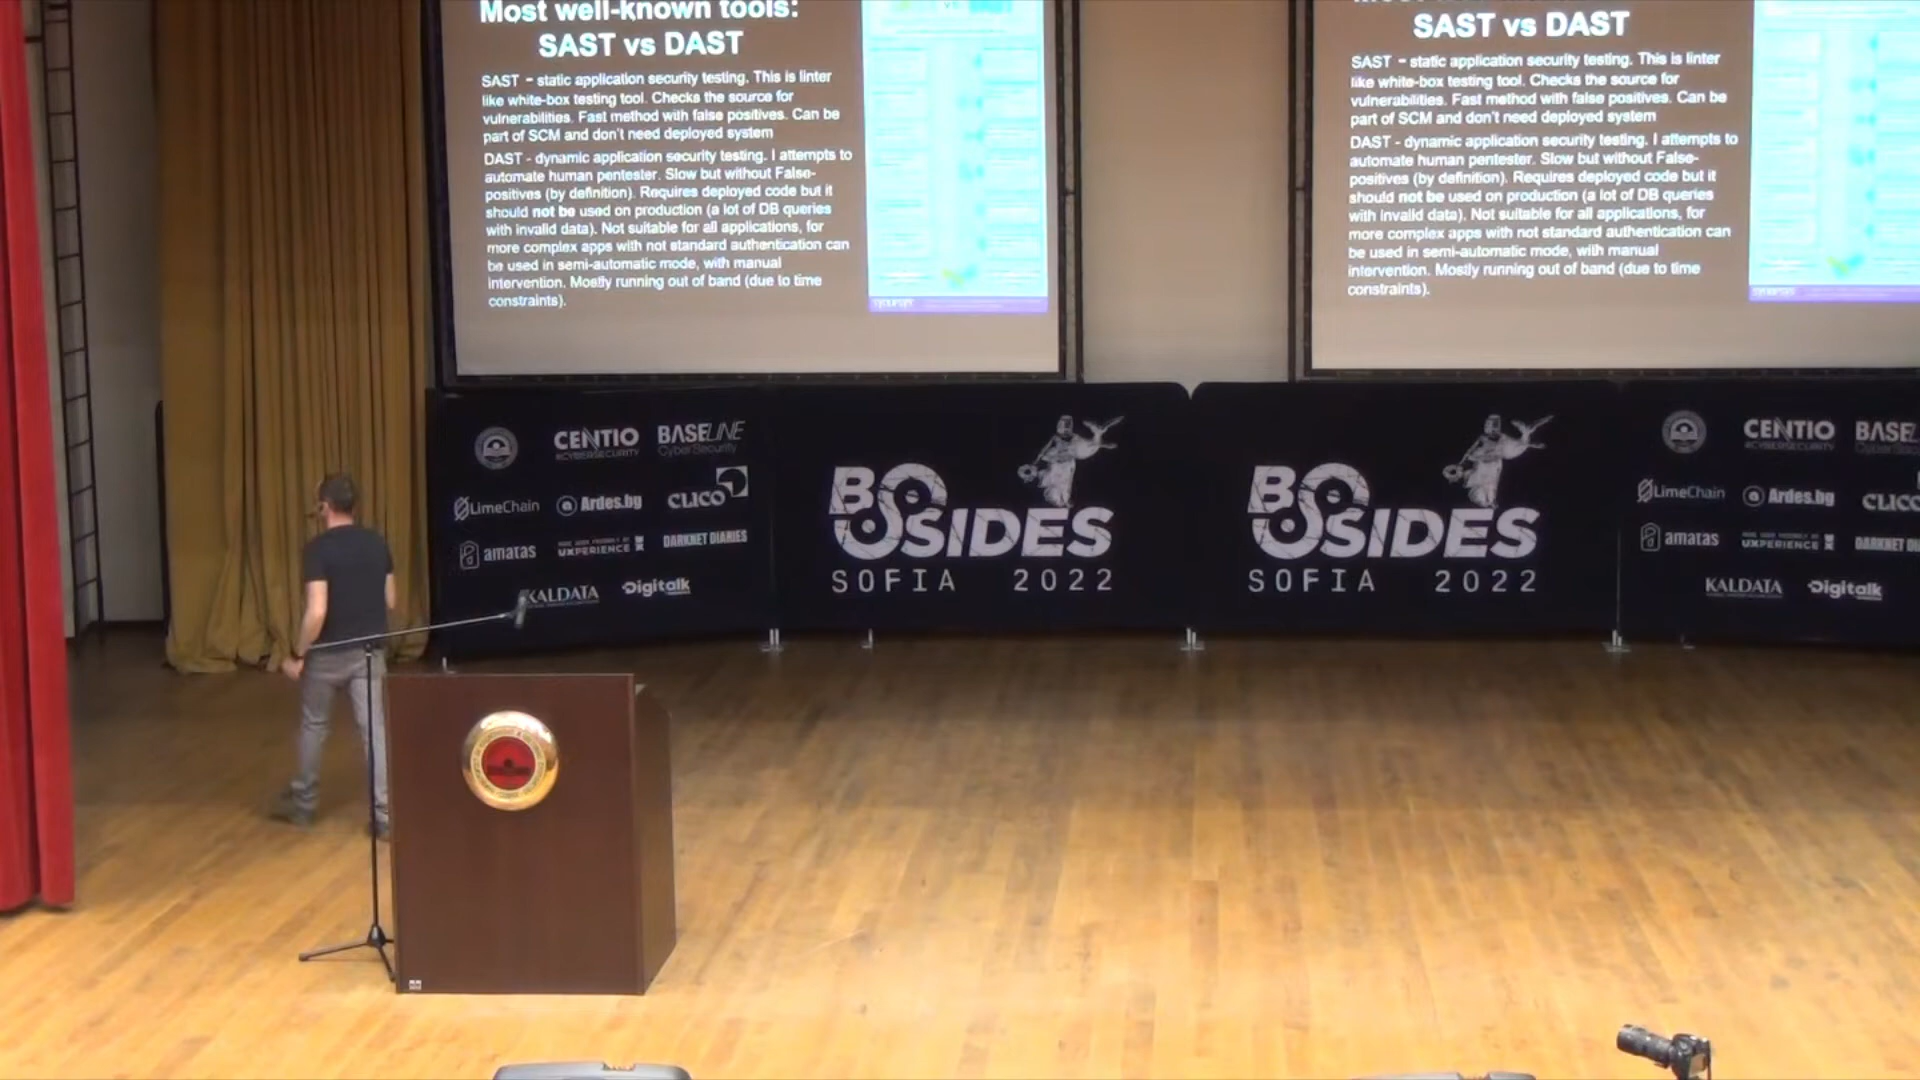 Most well-known tools:
SAST vs DAST
SAST - static application security testing. This is linter
like white-box testing tool. Checks the source for
vulnerabilities. Fast method with false positives. Can be
part of SCM and don't need deployed system
DAST - dynamic application security testing. I attempts to
automate human pentester. Slow but without False-
positives (by definition). Requires deployed code but it
should not be used on production (a lot of DB queries
with invalid data). Not suitable for all applications, for
more complex apps with not standard authentication can
be used in semi-automatic mode, with manual
intervention. Mostly running out of band (due to time
constraints).
SAST vs DAST
SAST - static application security testing. This is linter
like white-box testing tool. Checks the source for
vulnerabilities. Fast method with false positives. Can be
part of SCM and don't need deployed system
DAST - dynamic application security testing. I attempts to
automate human pentester. Slow but without False-
positives (by definition). Requires deployed code but it
should not be used on production (a lot of DB queries
with invalid data). Not suitable for all applications, for
more complex apps with not standard authentication can
be used in semi-automatic mode, with manual
intervention. Mostly running out of band (due to time
constraints).
CENTIO
#CYBERSECURITY
BASELINE
CyberSecurity
LimeChain
Ardes.bg
CLICO
amatas
UXPERIENCE
DARKNET DIARIES
KALDATA
Digitalk
BSIDES
SOFIA 2022
BSIDES
SOFIA 2022
CENTIO
#CYBERSECURITY
LimeChain
Ardes.bg
amatas
UXPERIENCE
DARKNET
KALDATA
Digitalk